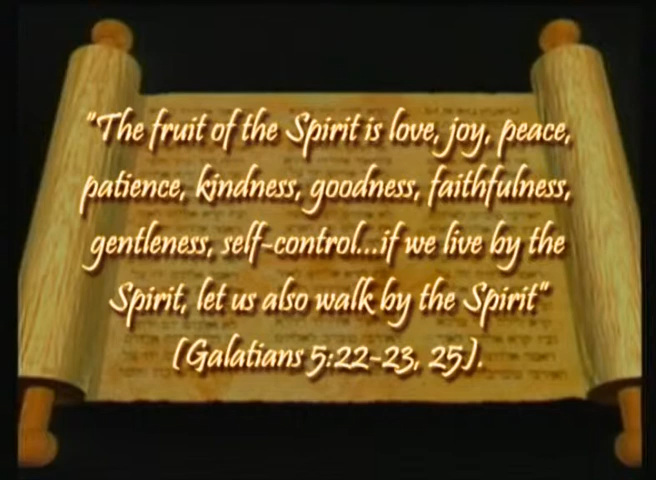 "The fruit of the Spirit is love, joy, peace,
patience, kindness, goodness, faithfulness,
gentleness, self-control...if we live by the
Spirit, let us also walk by the Spirit"
(Galatians 5:22-23, 25).